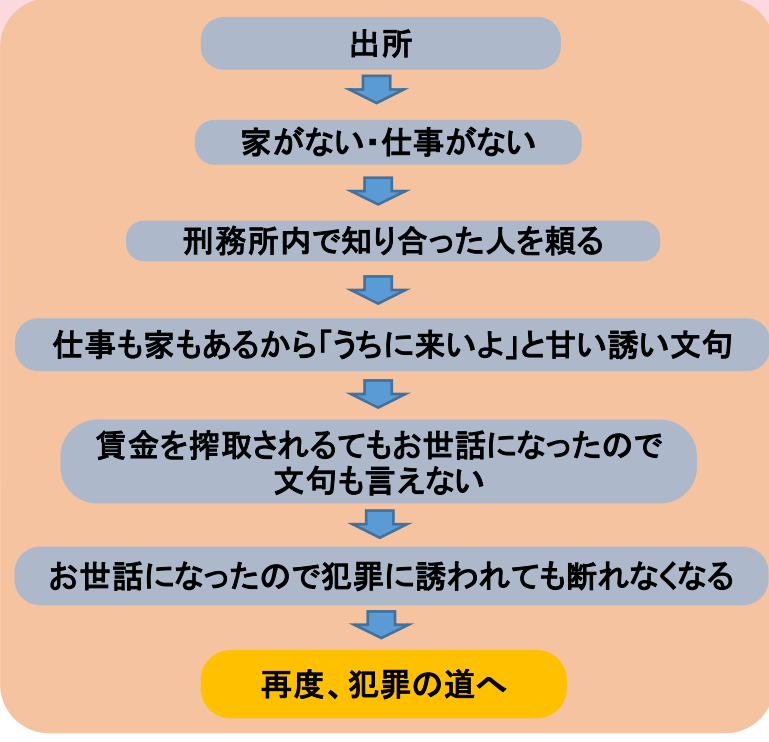 出所
家がない・仕事がない
刑務所内で知り合った人を頼る
仕事も家もあるから「うちに来いよ」と甘い誘い文句
賃金を搾取されるてもお世話になったので
文句も言えない
お世話になったので犯罪に誘われても断れなくなる
再度、犯罪の道へ